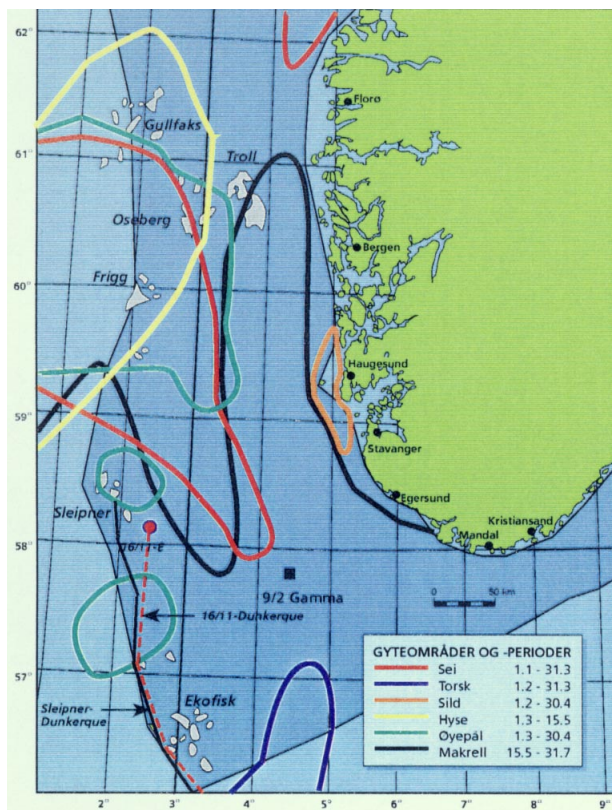 62°
Florø
Gullfaks
61°
Troll
Oseberg
Bergen
60°
Frigg
Haugesund
59°
Stavanger
Egersund
Sleipner
Kristiansand
Mandal
58°
16/11-E
9/2 Gamma
50 km
16/11-Dunkerque
GYTEOMRÅDER OG -PERIODER
Sei 1.1 - 31.3
Torsk 1.2 - 31.3
Sild 1.2 - 30.4
Hyse 1.3 - 15.5
Øyepål 1.3 - 30.4
Makrell 15.5 - 31.7
57°
Sleipner-
Dunkerque
Ekofisk
2° 3° 4° 5° 6° 7° 8° 9°